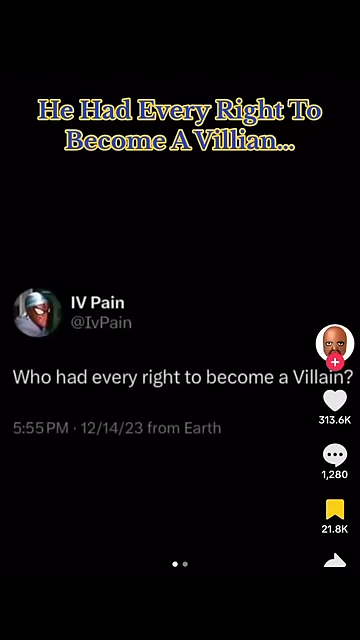 He Had Every Right To
Become A Villian...
IV Pain
@IvPain
Who had every right to become a Villain?
5:55 PM · 12/14/23 from Earth
313.6K
1,280
21.8K